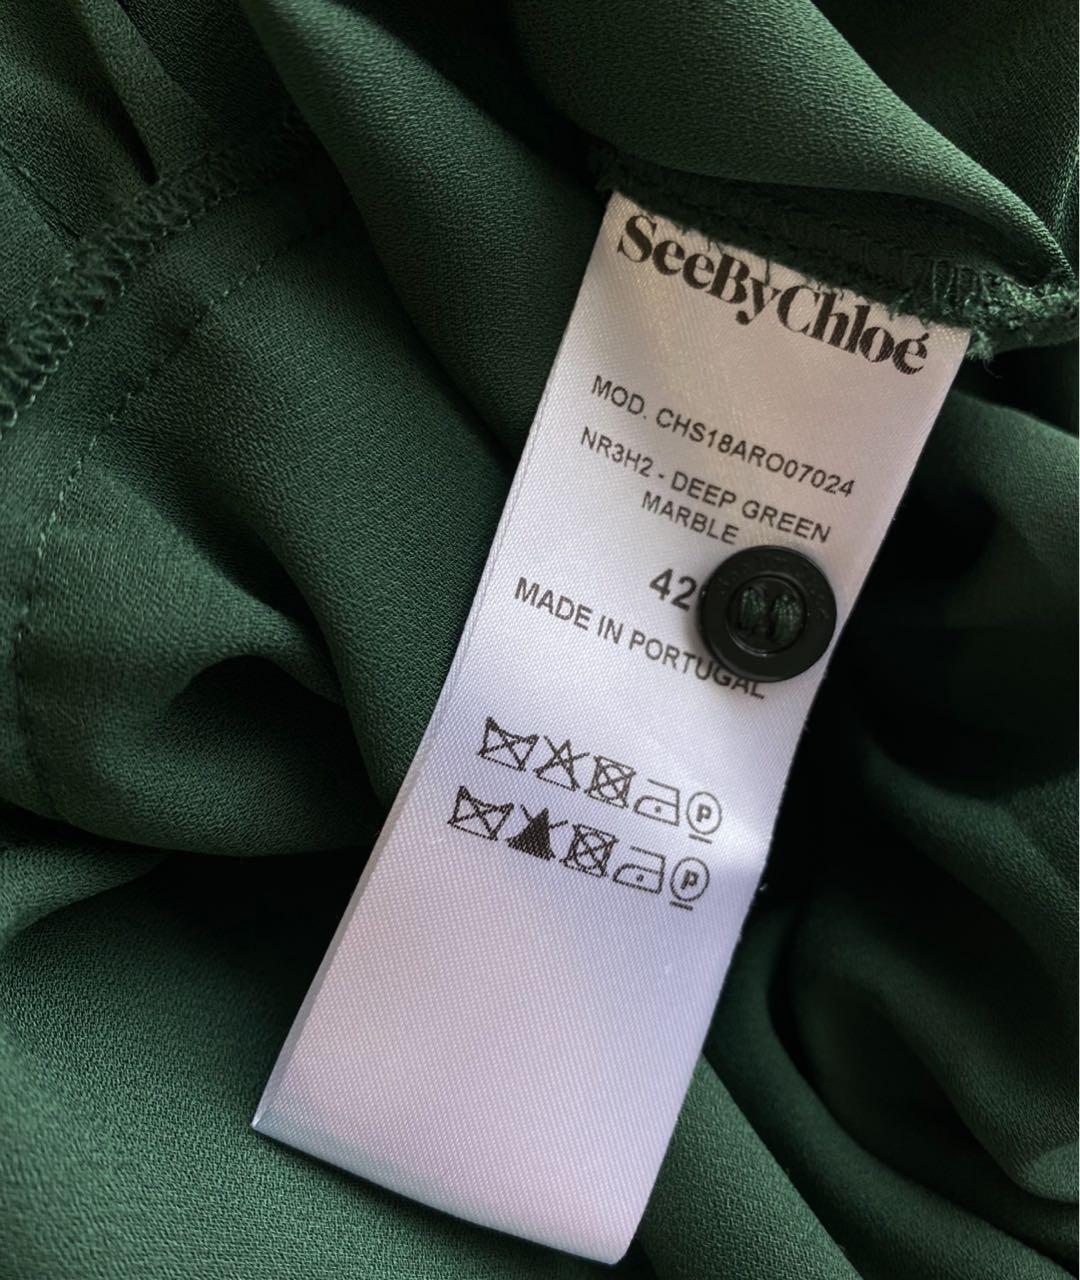 SeeByChloé
MOD. CHS18ARO07024
NR3H2 - DEEP GREEN
MARBLE
42
MADE IN PORTUGAL
P
P